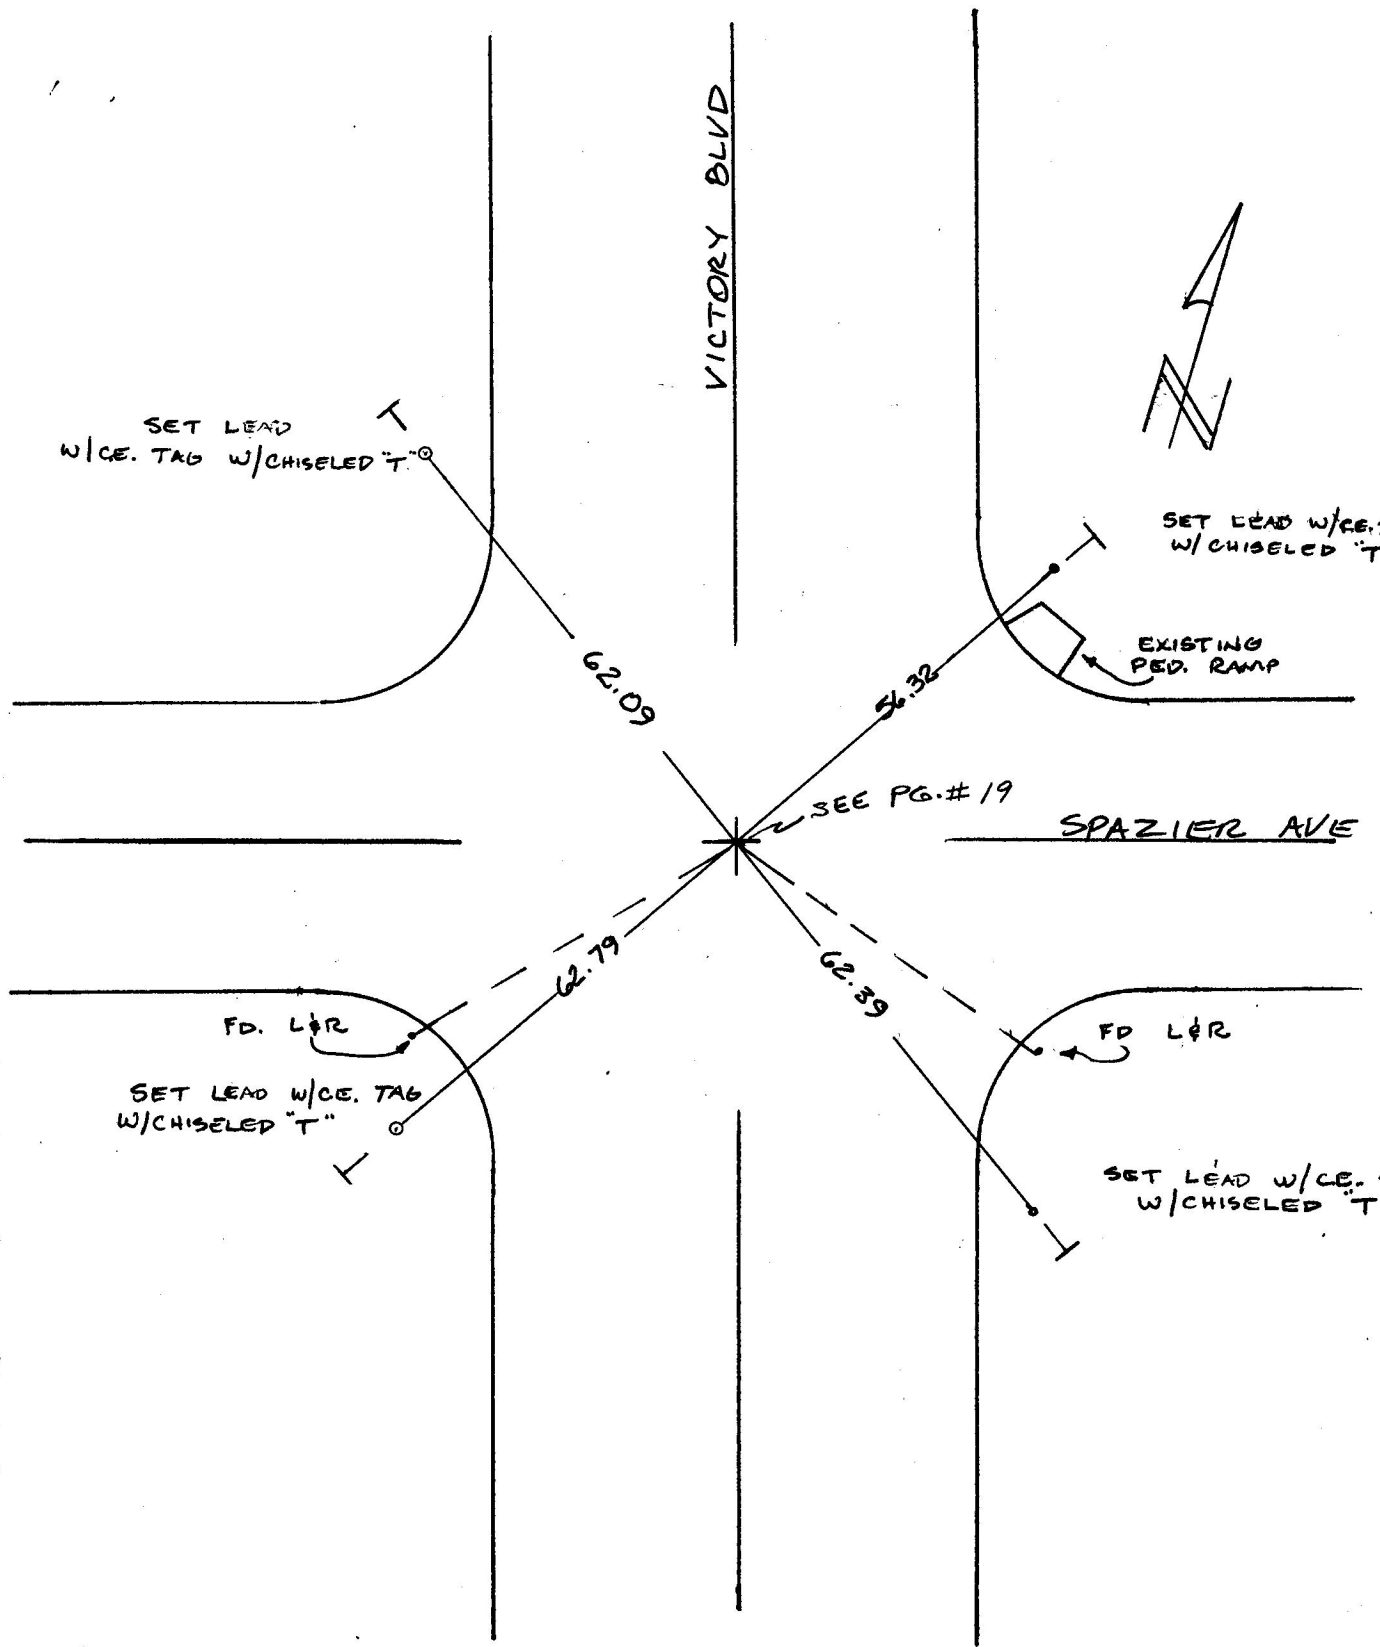 VICTORY BLVD
SET LEAD
W/CE. TAG W/CHISELED "T"
SET LEAD W/CE.
W/CHISELED "T
EXISTING
PED. RAMP
62.09
56.32
SEE PG.# 19
SPAZIER AVE
62.79
62.39
FD. L&R
FD L&R
SET LEAD W/CE. TAG
W/CHISELED "T"
SET LEAD W/CE.
W/CHISELED "T
N